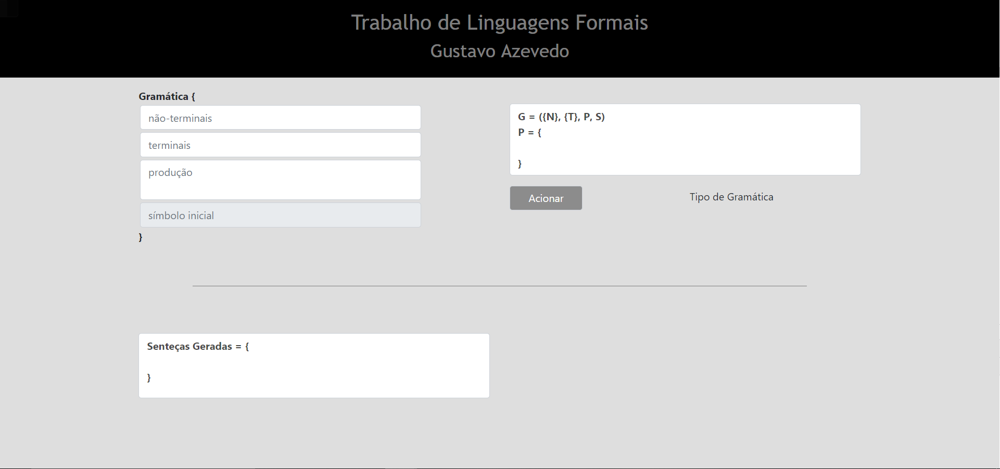 Trabalho de Linguagens Formais
Gustavo Azevedo
Gramática {
não-terminais
terminais
produção
símbolo inicial
}
G = ({N}, {T}, P, S)
P = {
}
Acionar
Tipo de Gramática
Senteças Geradas = {
}